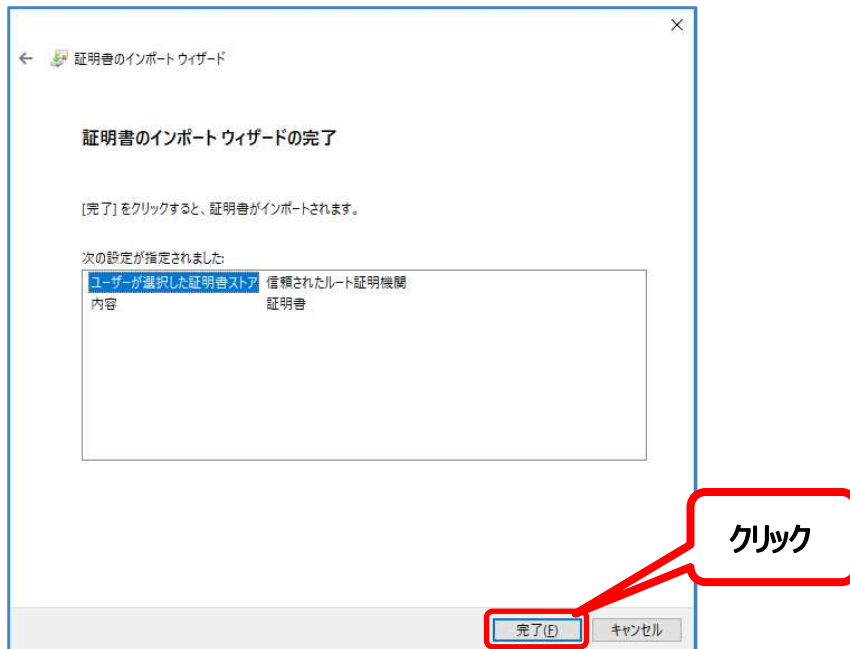 証明書のインポート ウィザード
証明書のインポート ウィザードの完了
[完了] をクリックすると、証明書がインポートされます。
次の設定が指定されました:
ユーザーが選択した証明書ストア 信頼されたルート証明機関
内容 証明書
クリック
完了(F) キャンセル